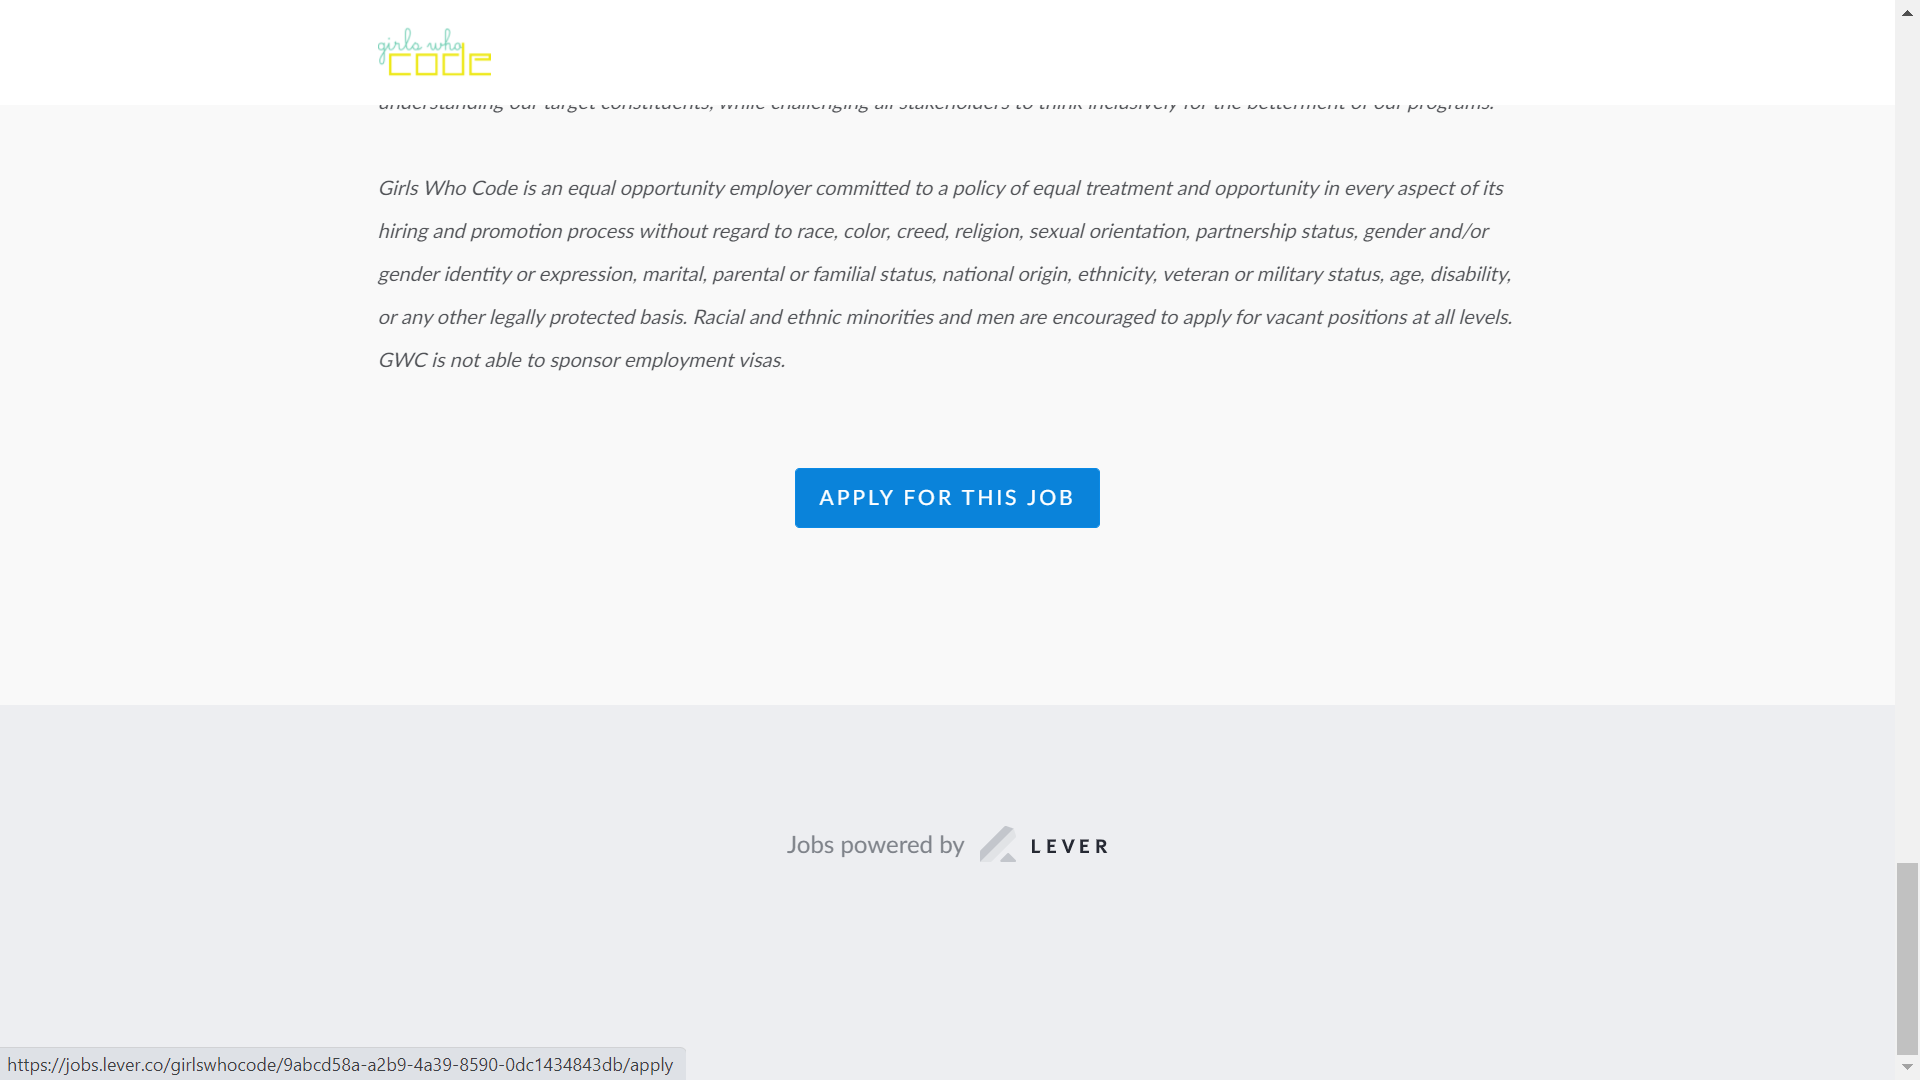 girls who
code
understanding our target constituents, while challenging all stakeholders to think inclusively for the betterment of our programs.
Girls Who Code is an equal opportunity employer committed to a policy of equal treatment and opportunity in every aspect of its
hiring and promotion process without regard to race, color, creed, religion, sexual orientation, partnership status, gender and/or
gender identity or expression, marital, parental or familial status, national origin, ethnicity, veteran or military status, age, disability,
or any other legally protected basis. Racial and ethnic minorities and men are encouraged to apply for vacant positions at all levels.
GWC is not able to sponsor employment visas.
APPLY FOR THIS JOB
Jobs powered by LEVER
https://jobs.lever.co/girlswhocode/9abcd58a-a2b9-4a39-8590-0dc1434843db/apply